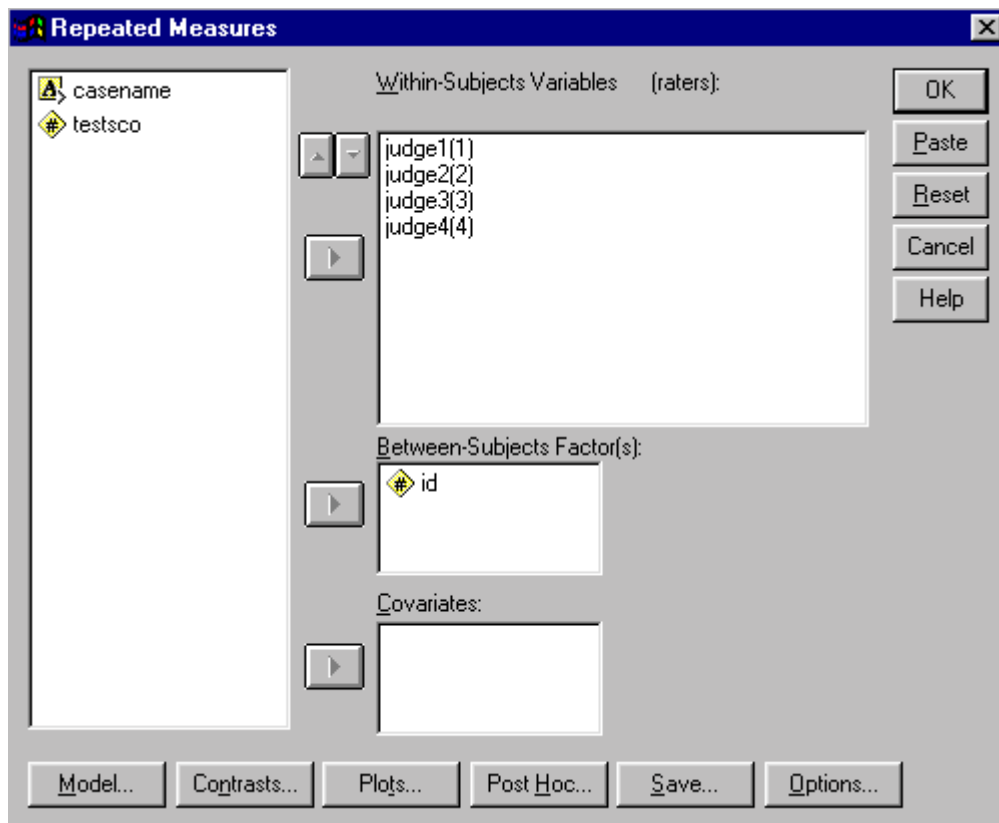 Repeated Measures
casename
testsco
Within-Subjects Variables (raters):
judge1(1)
judge2(2)
judge3(3)
judge4(4)
Between-Subjects Factor(s):
id
Covariates:
OK
Paste
Reset
Cancel
Help
Model...
Contrasts...
Plots...
Post Hoc...
Save...
Options...